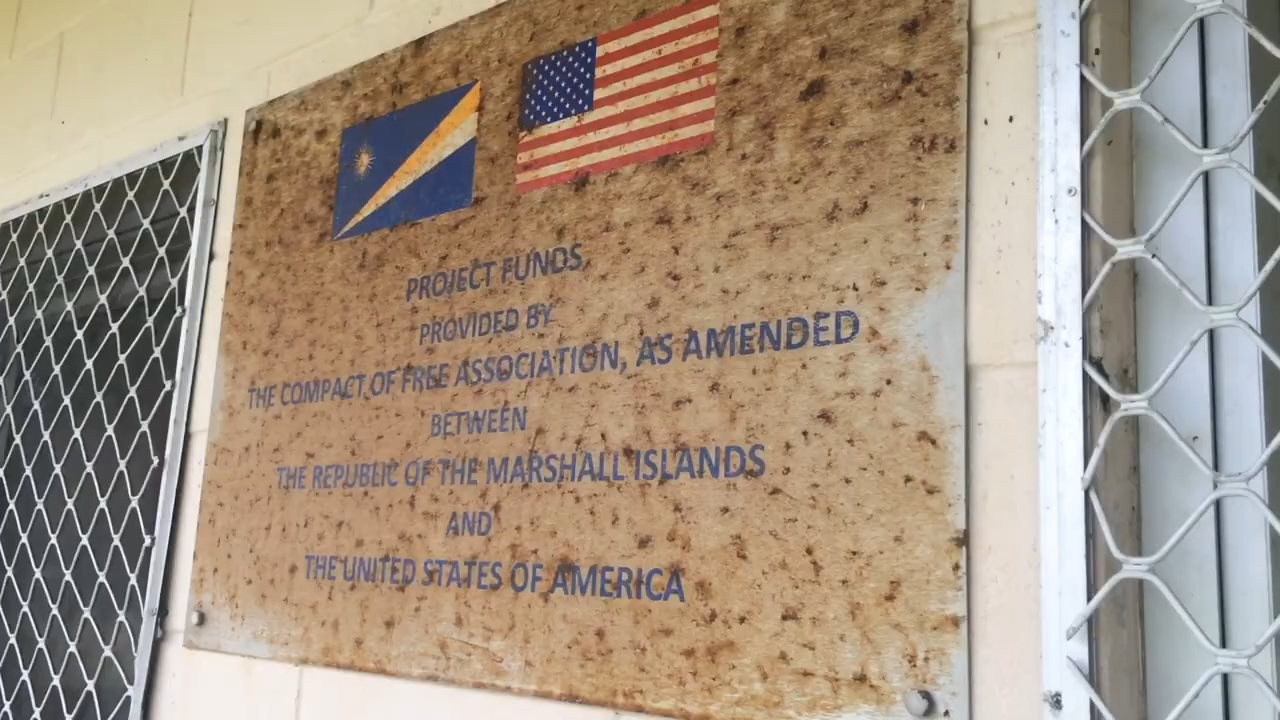 PROJECT FUNDS
PROVIDED BY
THE COMPACT OF FREE ASSOCIATION, AS AMENDED
BETWEEN
THE REPUBLIC OF THE MARSHALL ISLANDS
AND
THE UNITED STATES OF AMERICA